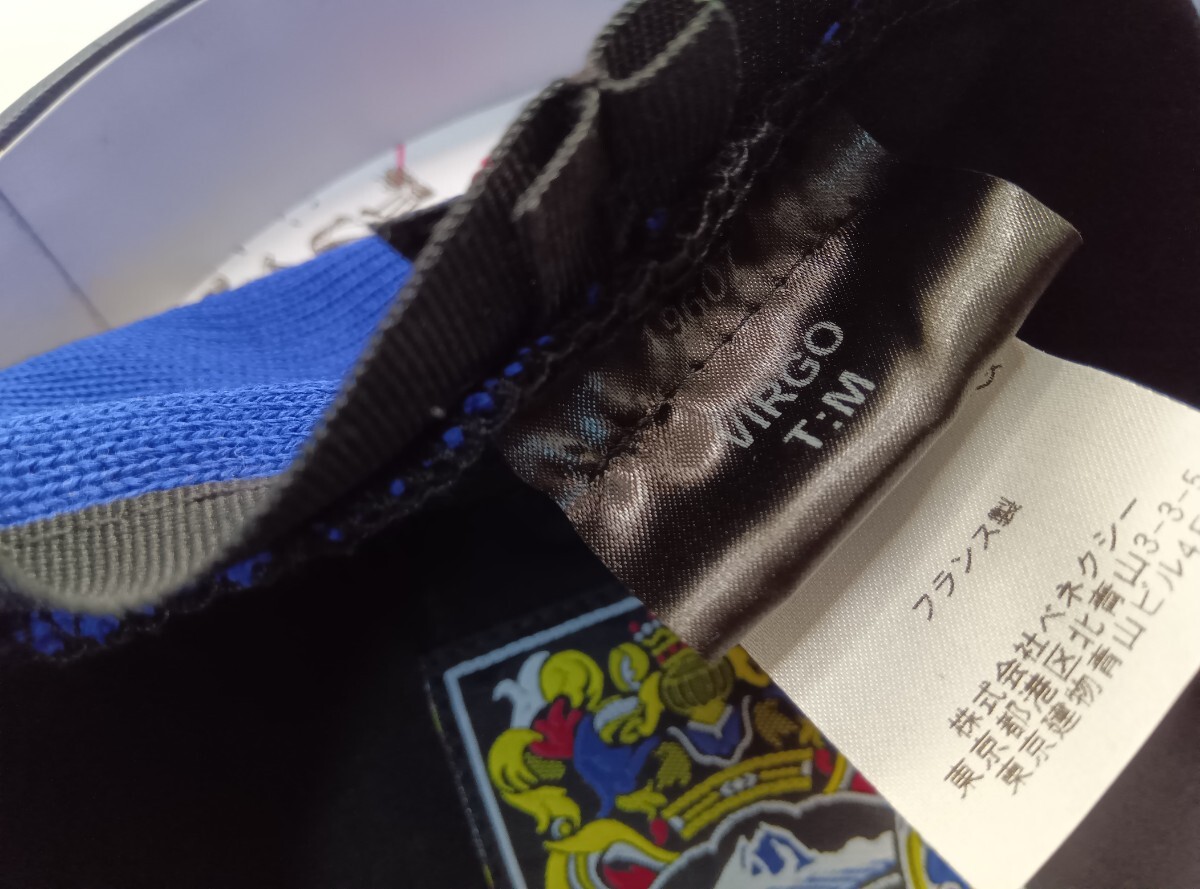 VIRGO
T:M
フランス製
株式会社ベネクシー
東京都港区北青山3-3-5
東京建物青山ビル4F